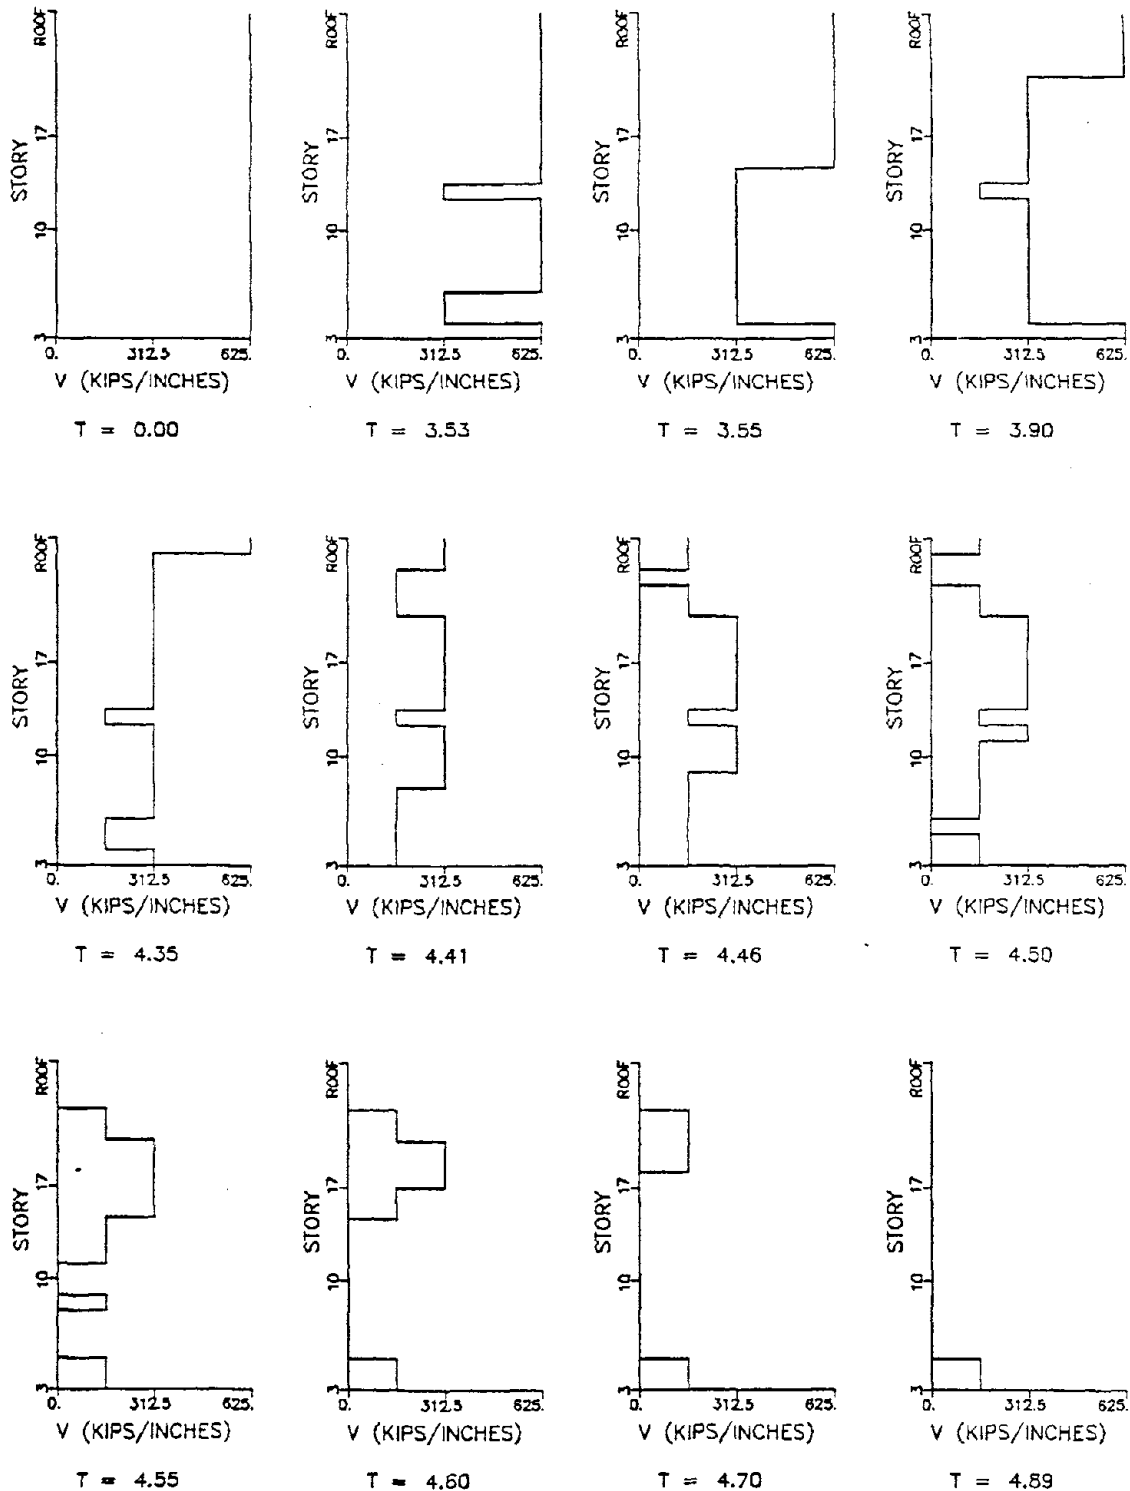 ROOF
17
STORY
10
3
0. 312.5 625.
V (KIPS/INCHES)
T = 0.00
ROOF
17
STORY
10
3
0. 312.5 625.
V (KIPS/INCHES)
T = 3.53
ROOF
17
STORY
10
3
0. 312.5 625.
V (KIPS/INCHES)
T = 3.55
ROOF
17
STORY
10
3
0. 312.5 625.
V (KIPS/INCHES)
T = 3.90
ROOF
17
STORY
10
3
0. 312.5 625.
V (KIPS/INCHES)
T = 4.35
ROOF
17
STORY
10
3
0. 312.5 625.
V (KIPS/INCHES)
T = 4.41
ROOF
17
STORY
10
3
0. 312.5 625.
V (KIPS/INCHES)
T = 4.46
ROOF
17
STORY
10
3
0. 312.5 625.
V (KIPS/INCHES)
T = 4.50
ROOF
17
STORY
10
3
0. 312.5 625.
V (KIPS/INCHES)
T = 4.55
ROOF
17
STORY
10
3
0. 312.5 625.
V (KIPS/INCHES)
T = 4.60
ROOF
17
STORY
10
3
0. 312.5 625.
V (KIPS/INCHES)
T = 4.70
ROOF
17
STORY
10
3
0. 312.5 625.
V (KIPS/INCHES)
T = 4.89